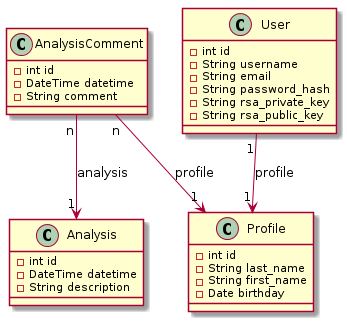 C AnalysisComment
int id
DateTime datetime
String comment
C User
int id
String username
String email
String password_hash
String rsa_private_key
String rsa_public_key
n
n
1
analysis
profile
profile
1
1
1
C Analysis
int id
DateTime datetime
String description
C Profile
int id
String last_name
String first_name
Date birthday